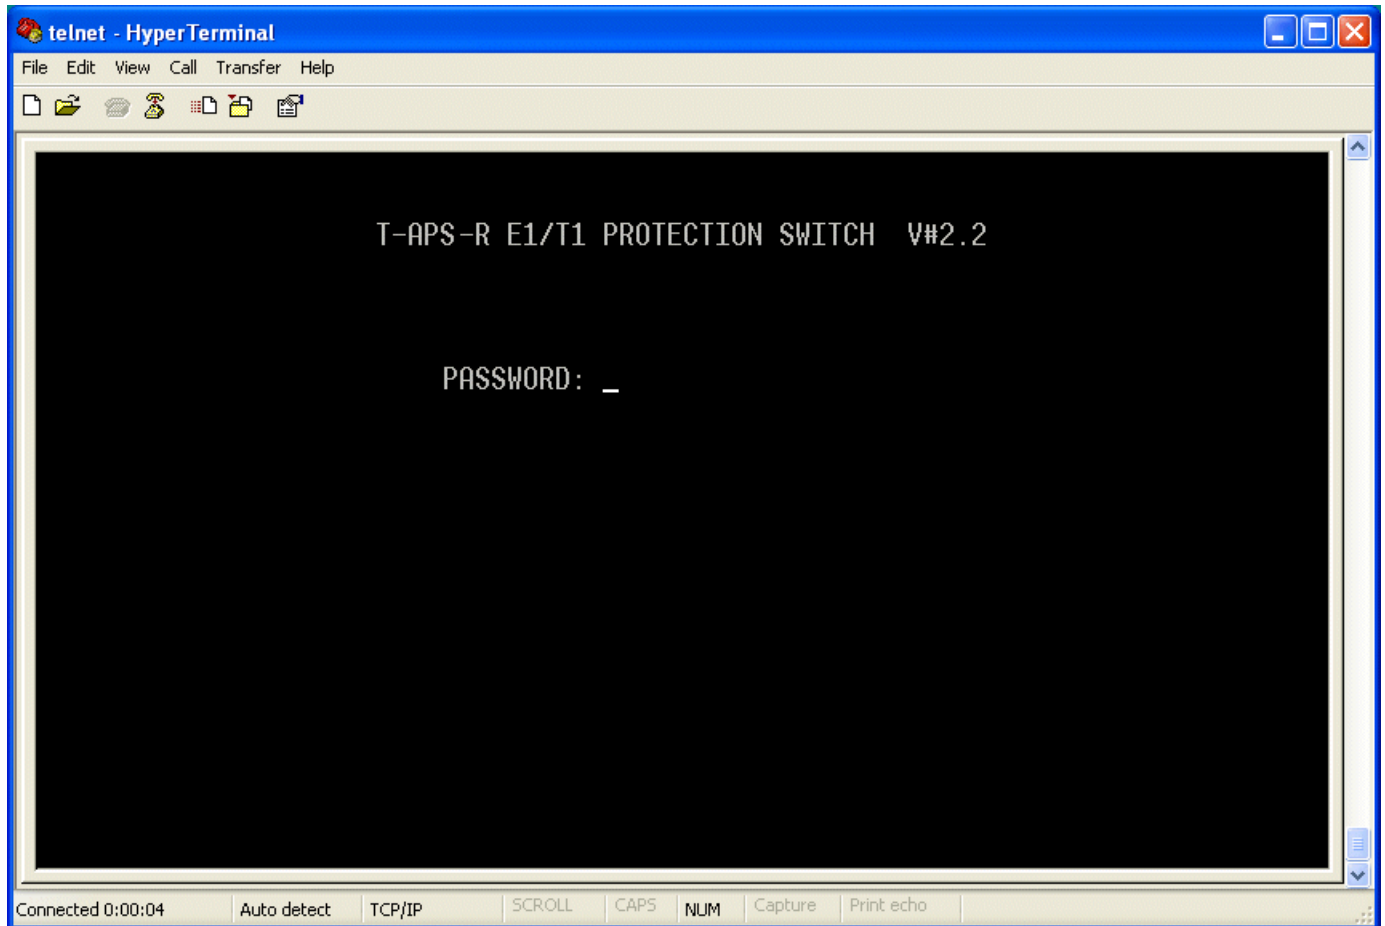 telnet - HyperTerminal
File Edit View Call Transfer Help
T-APS-R E1/T1 PROTECTION SWITCH V#2.2
PASSWORD: _
Connected 0:00:04 Auto detect TCP/IP SCROLL CAPS NUM Capture Print echo